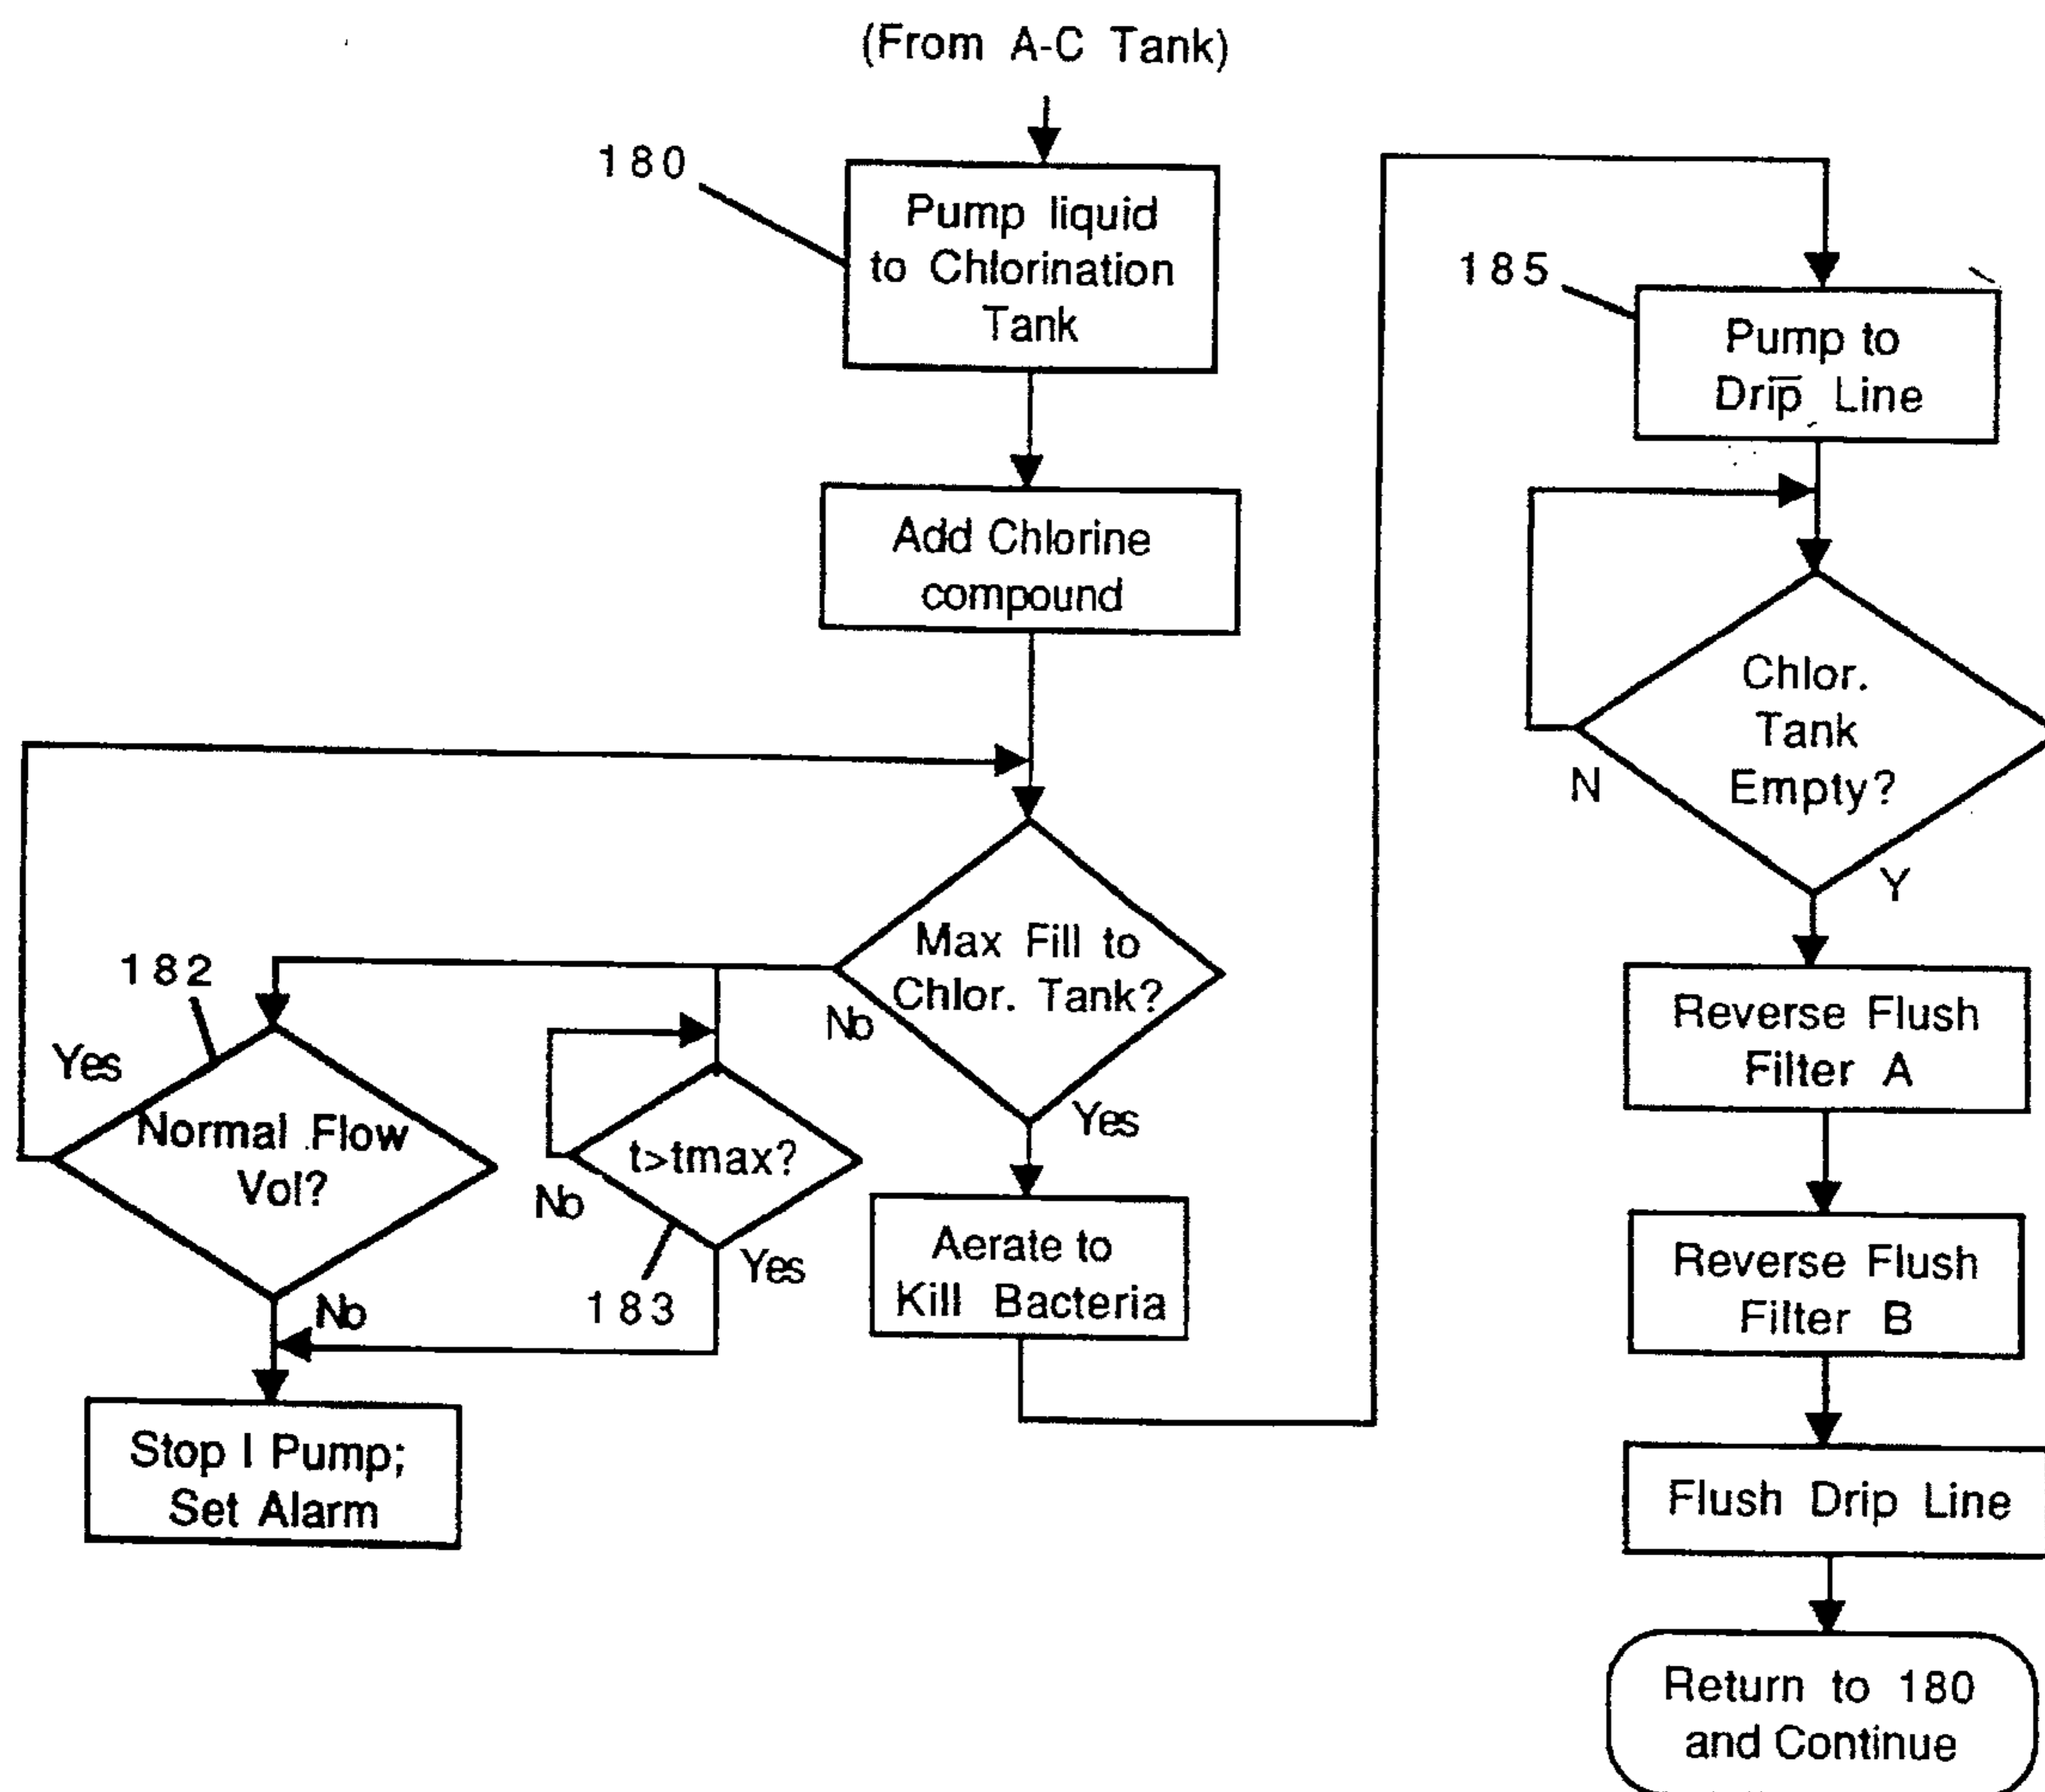 (From A-C Tank)
180
Pump liquid
to Chlorination
Tank
Add Chlorine
compound
Max Fill to
Chlor. Tank?
No
Yes
182
Yes
Normal Flow
Vol?
No
t>tmax?
No
Yes
183
Stop I Pump;
Set Alarm
Aerate to
Kill Bacteria
185
Pump to
Drip Line
Chlor.
Tank
Empty?
N
Y
Reverse Flush
Filter A
Reverse Flush
Filter B
Flush Drip Line
Return to 180
and Continue